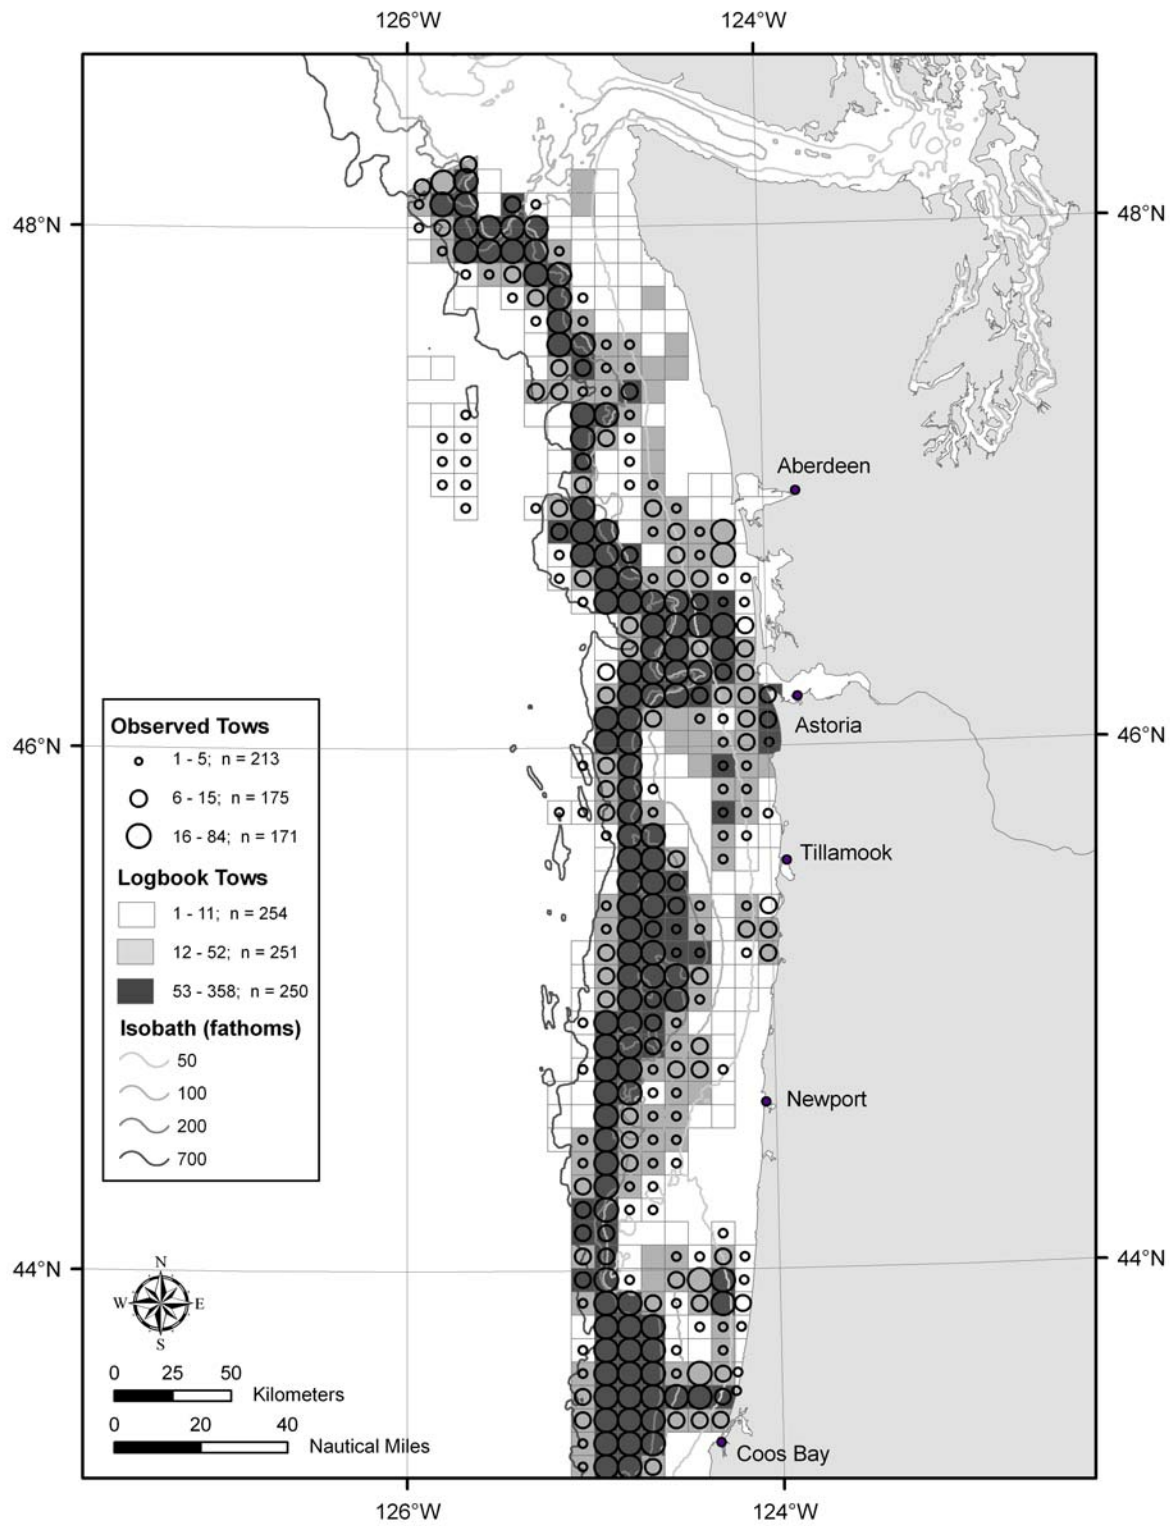 126°W 124°W
48°N 48°N
Aberdeen
Observed Tows
1 - 5; n = 213
6 - 15; n = 175
16 - 84; n = 171
Logbook Tows
1 - 11; n = 254
12 - 52; n = 251
53 - 358; n = 250
Isobath (fathoms)
50
100
200
700
46°N 46°N
Astoria
Tillamook
Newport
44°N 44°N
N
W E
S
0 25 50
Kilometers
0 20 40
Nautical Miles
Coos Bay
126°W 124°W